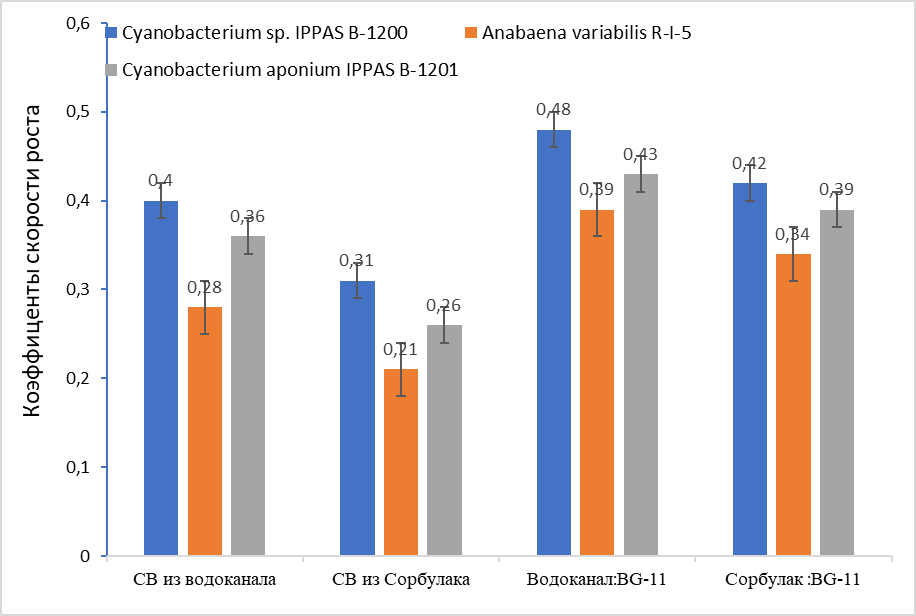 0,6
Cyanobacterium sp. IPPAS B-1200
Anabaena variabilis R-I-5
Cyanobacterium aponium IPPAS B-1201
0,5
0,4
0,3
0,2
0,1
0
Коэффиценты скорости роста
0,4
0,28
0,36
0,31
0,21
0,26
0,48
0,39
0,43
0,42
0,34
0,39
СВ из водоканала
СВ из Сорбулака
Водоканал:BG-11
Сорбулак :BG-11